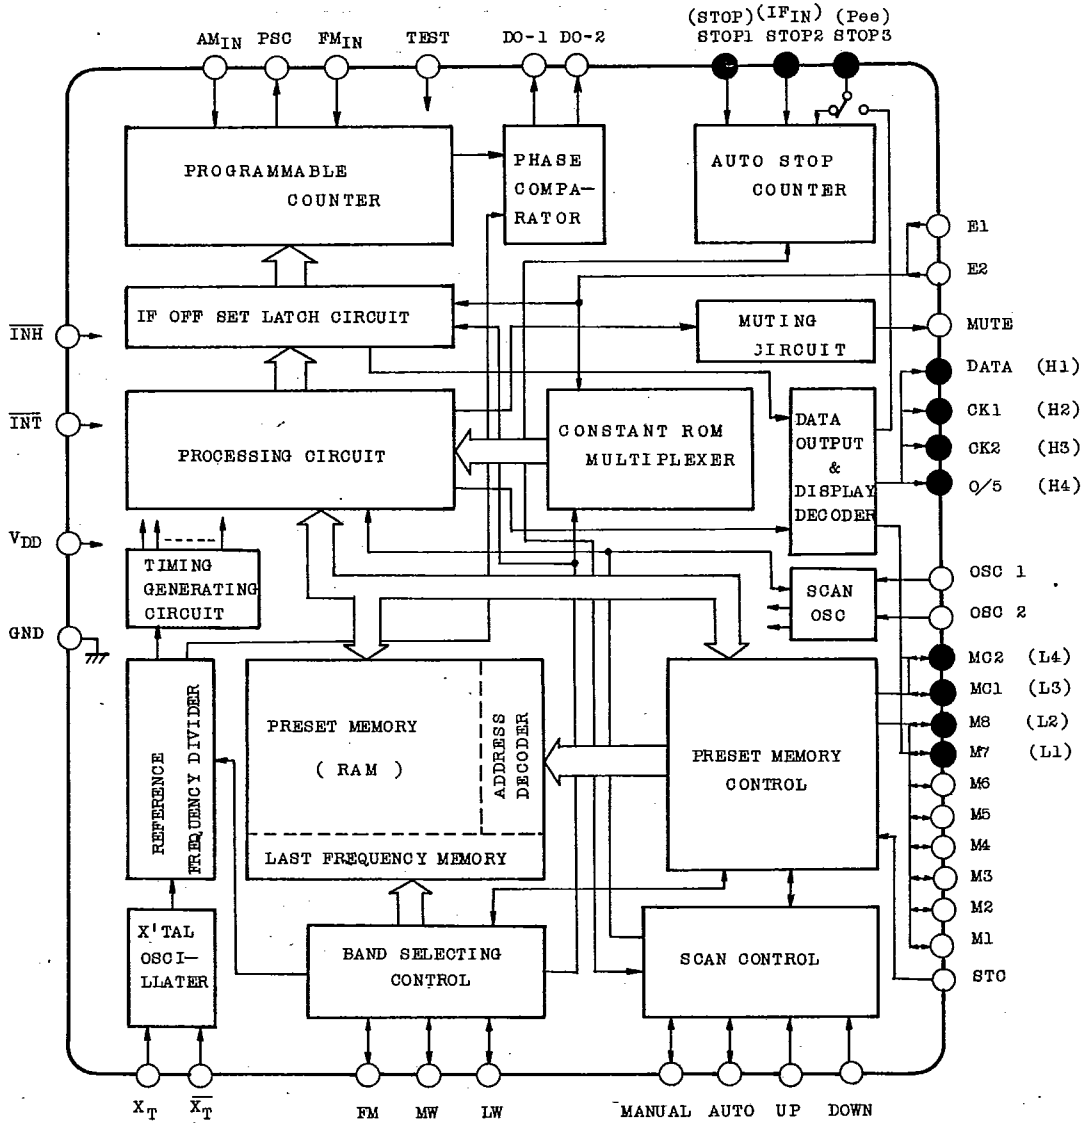 (STOP) (IFIN) (Pee)
AMIN PSC FMIN TEST DO-1 DO-2 STOP1 STOP2 STOP3
PROGRAMMABLE
COUNTER
PHASE
COMPA-
RATOR
AUTO STOP
COUNTER
E1
E2
IF OFF SET LATCH CIRCUIT
MUTING
CIRCUIT
MUTE
INH
DATA (H1)
CK1 (H2)
CK2 (H3)
O/5 (H4)
INT
PROCESSING CIRCUIT
CONSTANT ROM
MULTIPLEXER
DATA
OUTPUT
&
DISPLAY
DECODER
VDD
TIMING
GENERATING
CIRCUIT
SCAN
OSC
OSC 1
OSC 2
GND
MC2 (L4)
MC1 (L3)
M8 (L2)
M7 (L1)
M6
M5
M4
M3
M2
M1
STC
REFERENCE
FREQUENCY DIVIDER
PRESET MEMORY
( RAM )
ADDRESS
DECODER
LAST FREQUENCY MEMORY
PRESET MEMORY
CONTROL
X'TAL
OSCI-
LLATER
BAND SELECTING
CONTROL
SCAN CONTROL
XT XT FM MW LW MANUAL AUTO UP DOWN